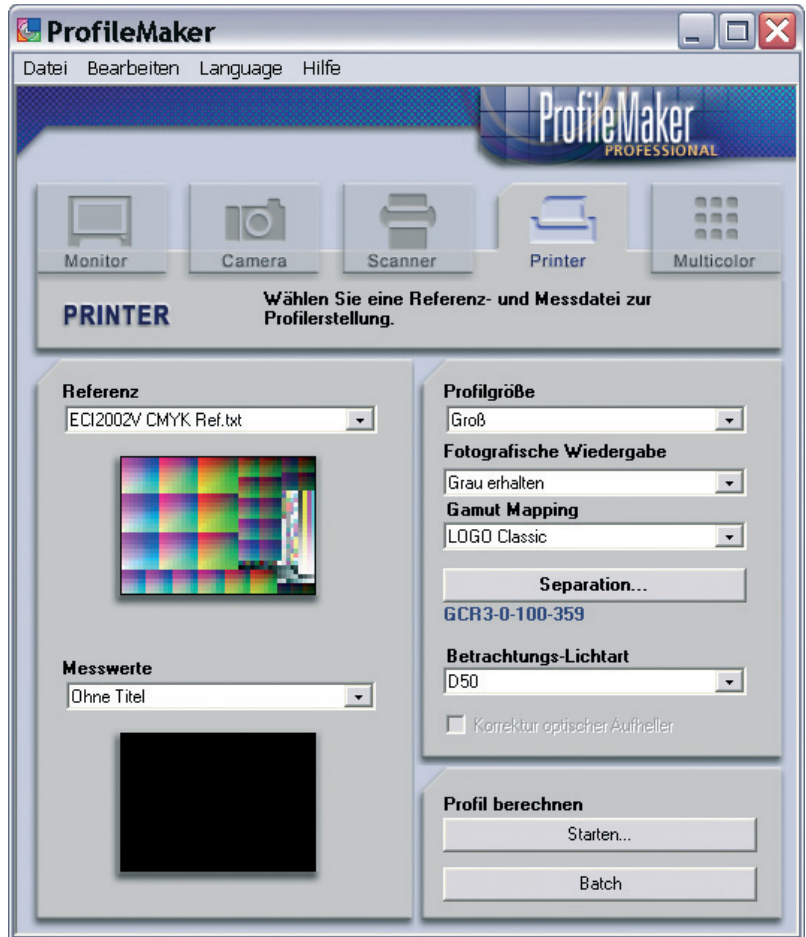 ProfileMaker
Datei Bearbeiten Language Hilfe
ProfileMaker
PROFESSIONAL
Monitor Camera Scanner Printer Multicolor
PRINTER
Wählen Sie eine Referenz- und Messdatei zur
Profilerstellung.
Referenz
ECI2002V CMYK Ref.txt
Messwerte
Ohne Titel
Profilgröße
Groß
Fotografische Wiedergabe
Grau erhalten
Gamut Mapping
LOGO Classic
Separation...
GCR3-0-100-359
Betrachtungs-Lichtart
D50
Korrektur optischer Aufheller
Profil berechnen
Starten...
Batch